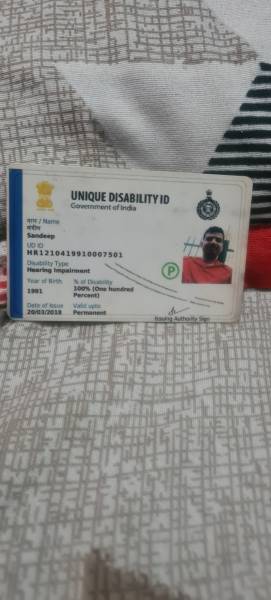 UNIQUE DISABILITY ID
Government of India
नाम / Name
संदीप
Sandeep
UD ID
HR1210419910007501
Disability Type
Hearing Impairment
Year of Birth % of Disability
1991 100% (One hundred
Percent)
Date of Issue Valid upto
20/03/2018 Permanent
P
Issuing Authority Sign